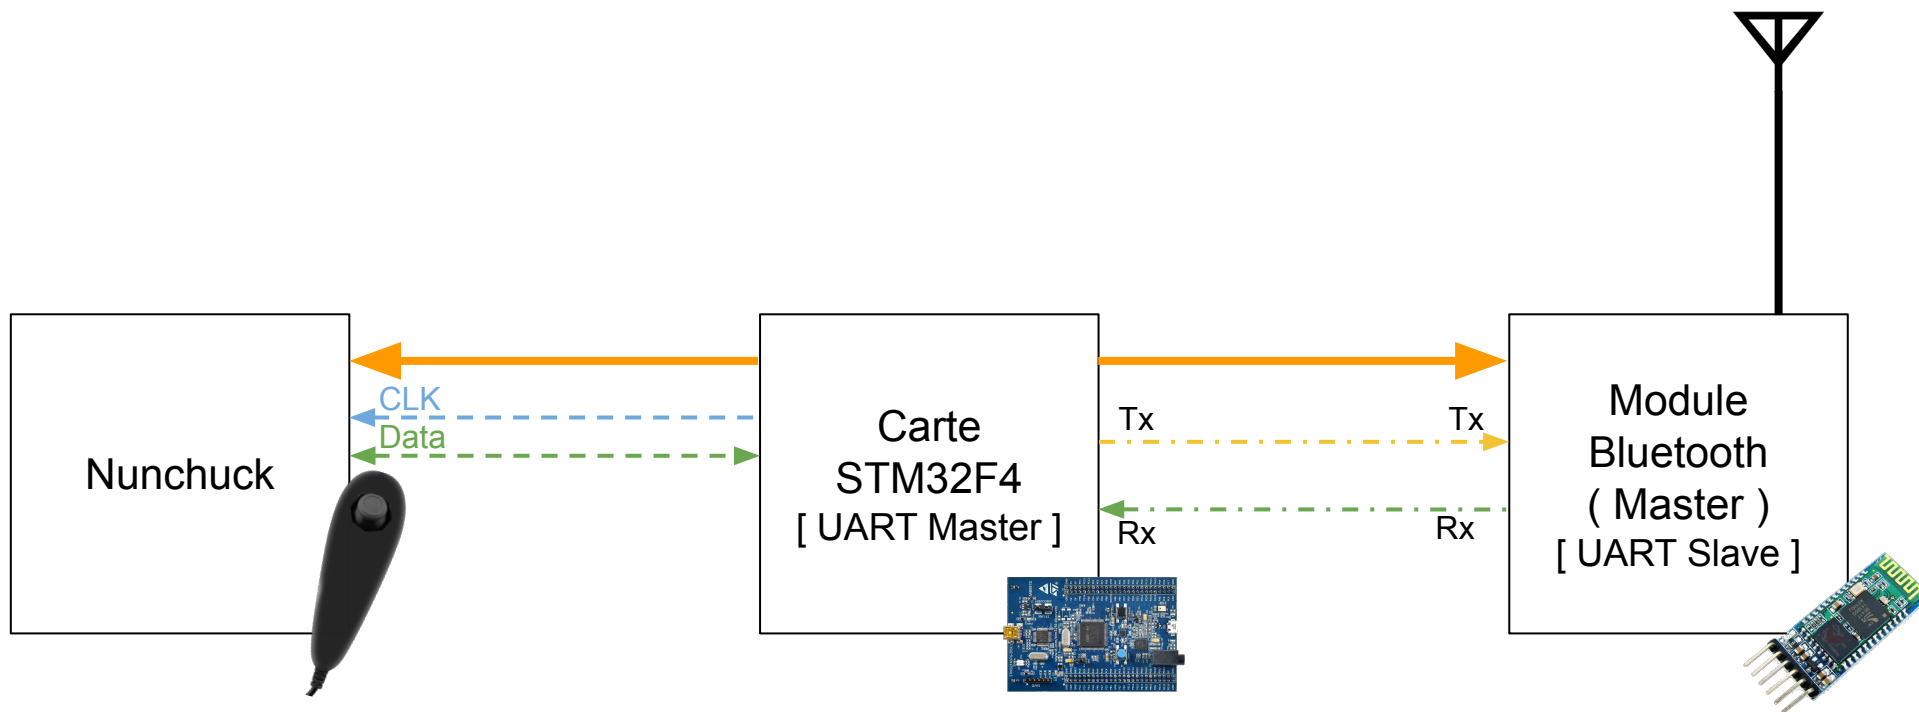 Nunchuck
CLK
Data
Carte
STM32F4
[ UART Master ]
Tx
Tx
Rx
Rx
Module
Bluetooth
( Master )
[ UART Slave ]